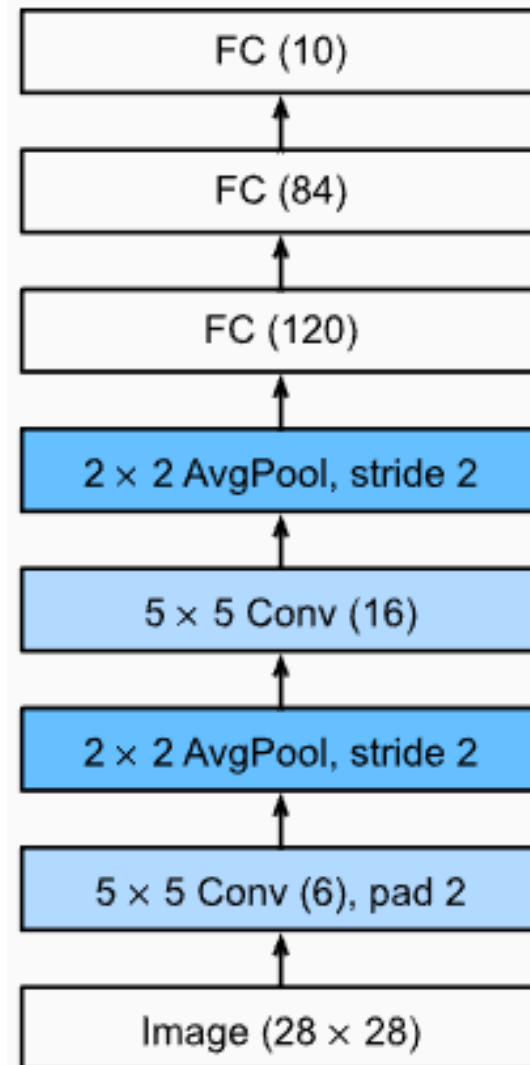 FC (10)
FC (84)
FC (120)
2 × 2 AvgPool, stride 2
5 × 5 Conv (16)
2 × 2 AvgPool, stride 2
5 × 5 Conv (6), pad 2
Image (28 × 28)